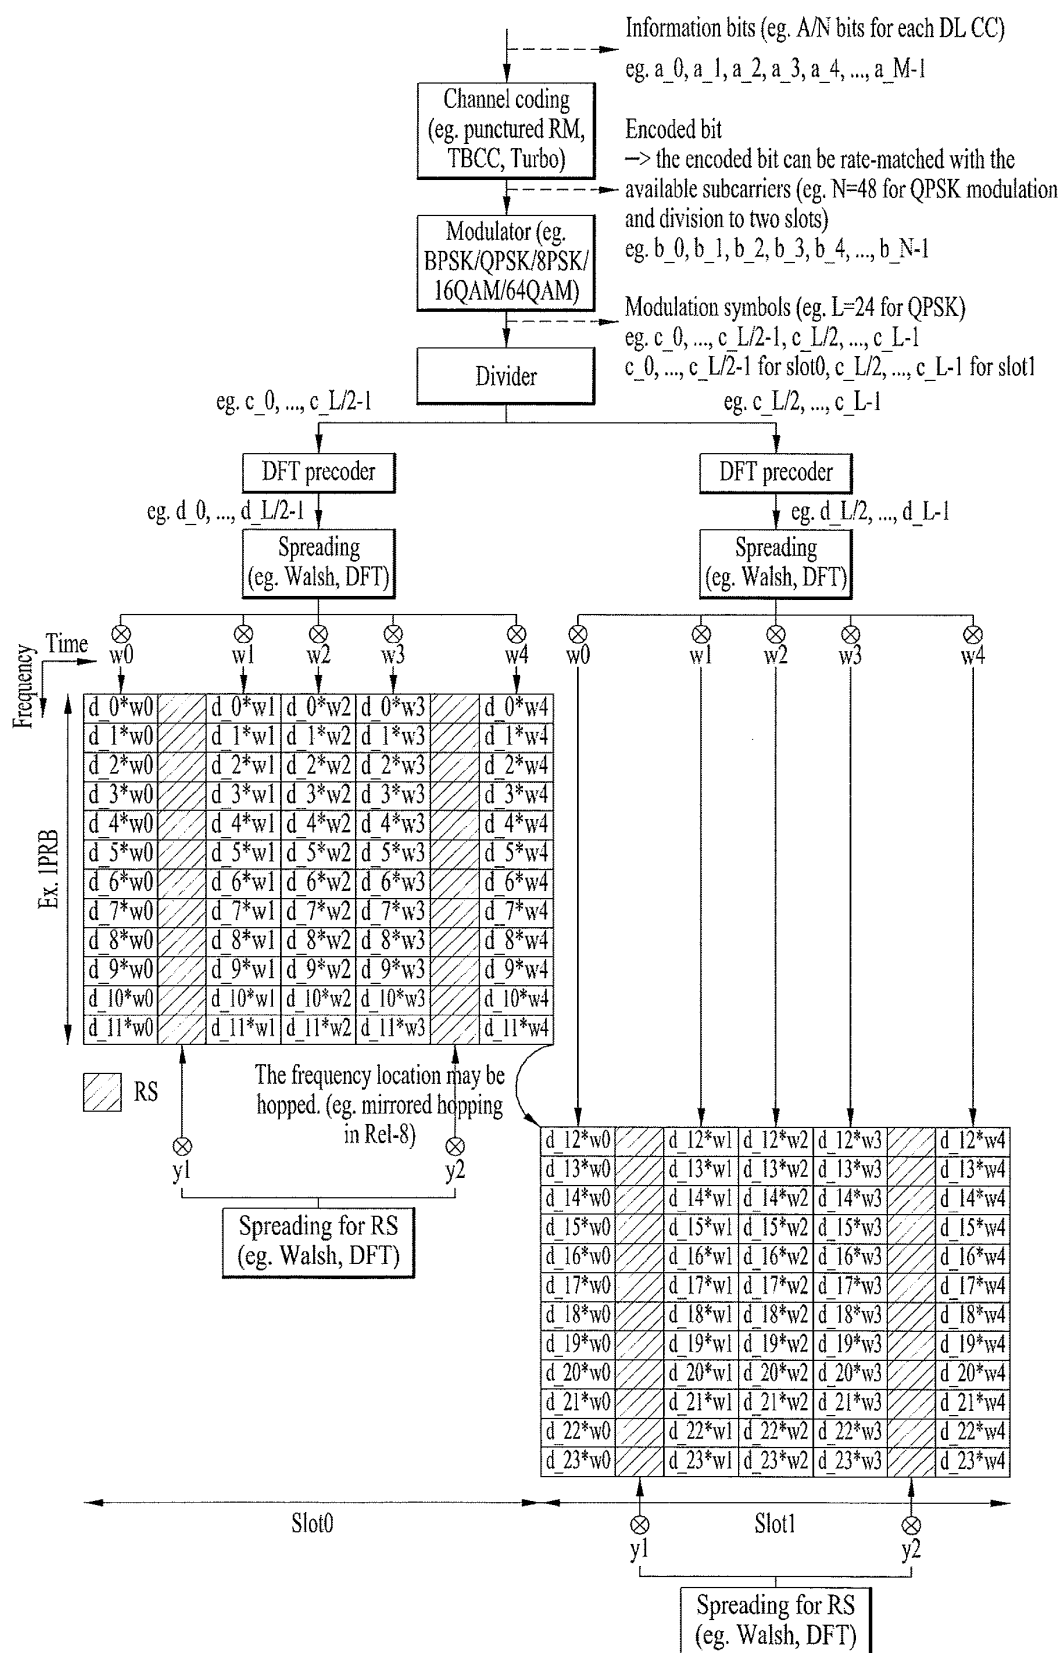 Information bits (eg. A/N bits for each DL CC)
eg. a_0, a_1, a_2, a_3, a_4, ..., a_M-1
Channel coding
(eg. punctured RM,
TBCC, Turbo)
Encoded bit
—> the encoded bit can be rate-matched with the
available subcarriers (eg. N=48 for QPSK modulation
and division to two slots)
eg. b_0, b_1, b_2, b_3, b_4, ..., b_N-1
Modulator (eg.
BPSK/QPSK/8PSK/
16QAM/64QAM)
Modulation symbols (eg. L=24 for QPSK)
eg. c_0, ..., c_L/2-1, c_L/2, ..., c_L-1
c_0, ..., c_L/2-1 for slot0, c_L/2, ..., c_L-1 for slot1
Divider
eg. c_0, ..., c_L/2-1
eg. c_L/2, ..., c_L-1
DFT precoder
DFT precoder
eg. d_0, ..., d_L/2-1
eg. d_L/2, ..., d_L-1
Spreading
(eg. Walsh, DFT)
Spreading
(eg. Walsh, DFT)
Time
Frequency
w0 w1 w2 w3 w4
w0 w1 w2 w3 w4
Ex. 1PRB
d_0*w0 d_0*w1 d_0*w2 d_0*w3 d_0*w4
d_1*w0 d_1*w1 d_1*w2 d_1*w3 d_1*w4
d_2*w0 d_2*w1 d_2*w2 d_2*w3 d_2*w4
d_3*w0 d_3*w1 d_3*w2 d_3*w3 d_3*w4
d_4*w0 d_4*w1 d_4*w2 d_4*w3 d_4*w4
d_5*w0 d_5*w1 d_5*w2 d_5*w3 d_5*w4
d_6*w0 d_6*w1 d_6*w2 d_6*w3 d_6*w4
d_7*w0 d_7*w1 d_7*w2 d_7*w3 d_7*w4
d_8*w0 d_8*w1 d_8*w2 d_8*w3 d_8*w4
d_9*w0 d_9*w1 d_9*w2 d_9*w3 d_9*w4
d_10*w0 d_10*w1 d_10*w2 d_10*w3 d_10*w4
d_11*w0 d_11*w1 d_11*w2 d_11*w3 d_11*w4
RS
The frequency location may be
hopped. (eg. mirrored hopping
in Rel-8)
y1 y2
Spreading for RS
(eg. Walsh, DFT)
d_12*w0 d_12*w1 d_12*w2 d_12*w3 d_12*w4
d_13*w0 d_13*w1 d_13*w2 d_13*w3 d_13*w4
d_14*w0 d_14*w1 d_14*w2 d_14*w3 d_14*w4
d_15*w0 d_15*w1 d_15*w2 d_15*w3 d_15*w4
d_16*w0 d_16*w1 d_16*w2 d_16*w3 d_16*w4
d_17*w0 d_17*w1 d_17*w2 d_17*w3 d_17*w4
d_18*w0 d_18*w1 d_18*w2 d_18*w3 d_18*w4
d_19*w0 d_19*w1 d_19*w2 d_19*w3 d_19*w4
d_20*w0 d_20*w1 d_20*w2 d_20*w3 d_20*w4
d_21*w0 d_21*w1 d_21*w2 d_21*w3 d_21*w4
d_22*w0 d_22*w1 d_22*w2 d_22*w3 d_22*w4
d_23*w0 d_23*w1 d_23*w2 d_23*w3 d_23*w4
Slot0
Slot1
y1 y2
Spreading for RS
(eg. Walsh, DFT)